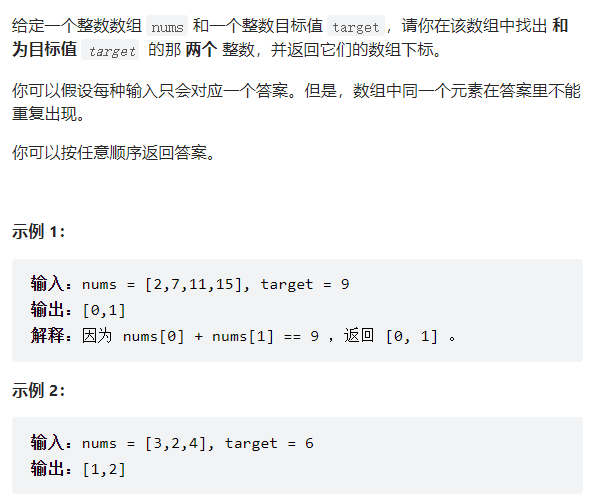 给定一个整数数组 nums 和一个整数目标值 target，请你在该数组中找出 和
为目标值 target 的那 两个 整数，并返回它们的数组下标。
你可以假设每种输入只会对应一个答案。但是，数组中同一个元素在答案里不能
重复出现。
你可以按任意顺序返回答案。
示例 1：
输入：nums = [2,7,11,15], target = 9
输出：[0,1]
解释：因为 nums[0] + nums[1] == 9 ，返回 [0, 1] 。
示例 2：
输入：nums = [3,2,4], target = 6
输出：[1,2]